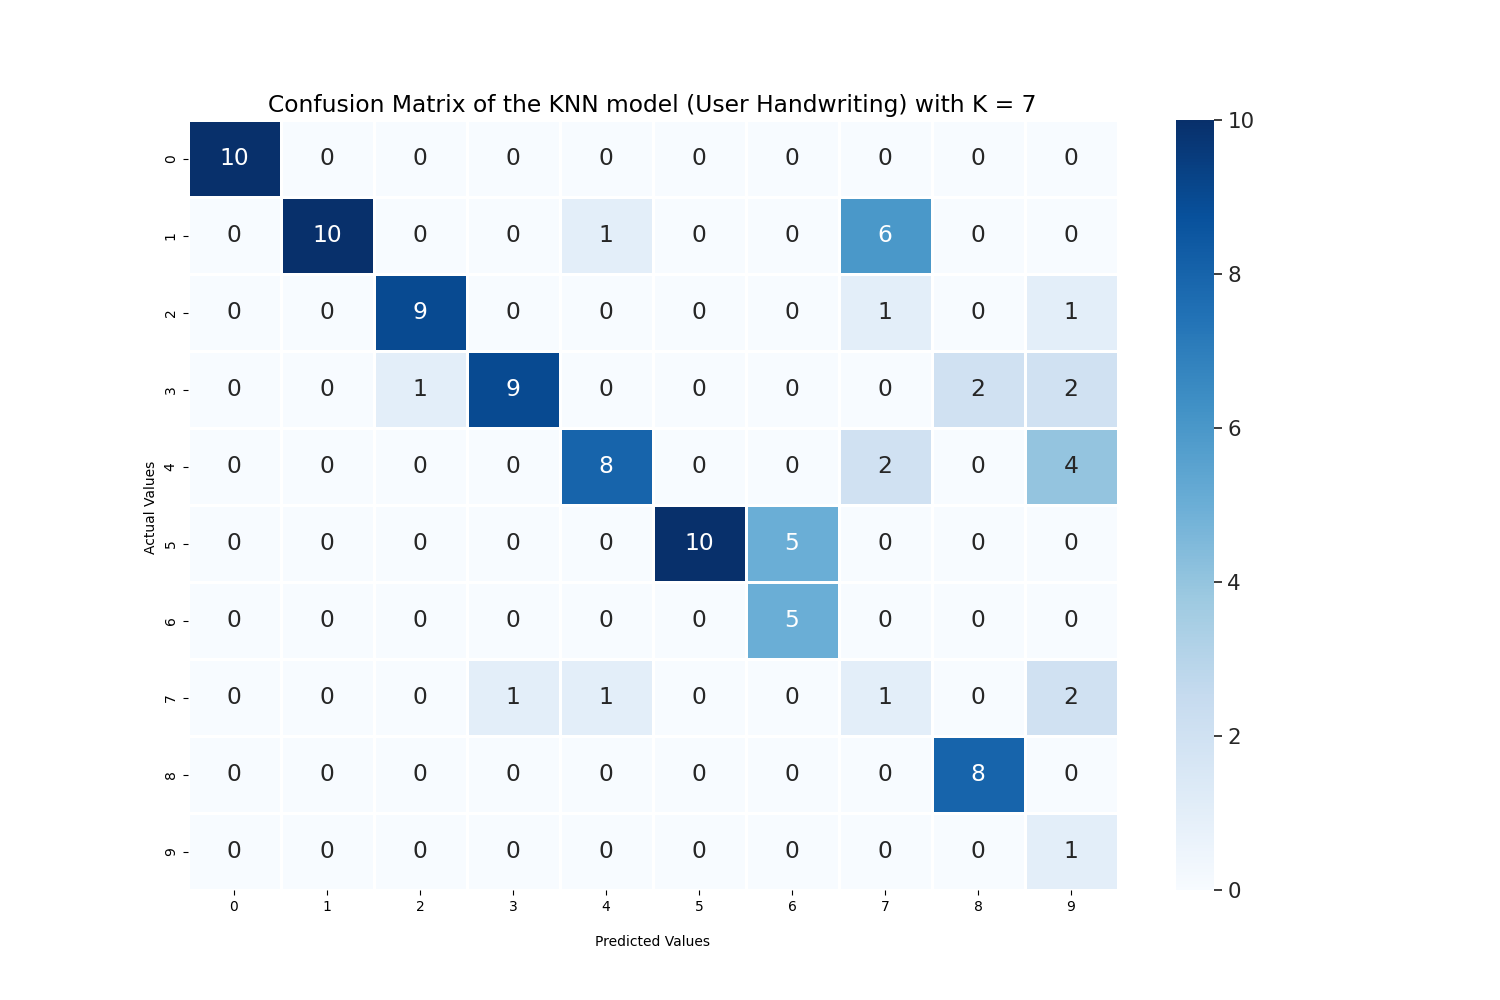 Confusion Matrix of the KNN model (User Handwriting) with K = 7
0 10 0 0 0 0 0 0 0 0 0
1 0 10 0 0 1 0 0 6 0 0
2 0 0 9 0 0 0 0 1 0 1
3 0 0 1 9 0 0 0 0 2 2
4 0 0 0 0 8 0 0 2 0 4
5 0 0 0 0 0 10 5 0 0 0
6 0 0 0 0 0 0 5 0 0 0
7 0 0 0 1 1 0 0 1 0 2
8 0 0 0 0 0 0 0 0 8 0
9 0 0 0 0 0 0 0 0 0 1
0 1 2 3 4 5 6 7 8 9
Actual Values
Predicted Values
10
8
6
4
2
0